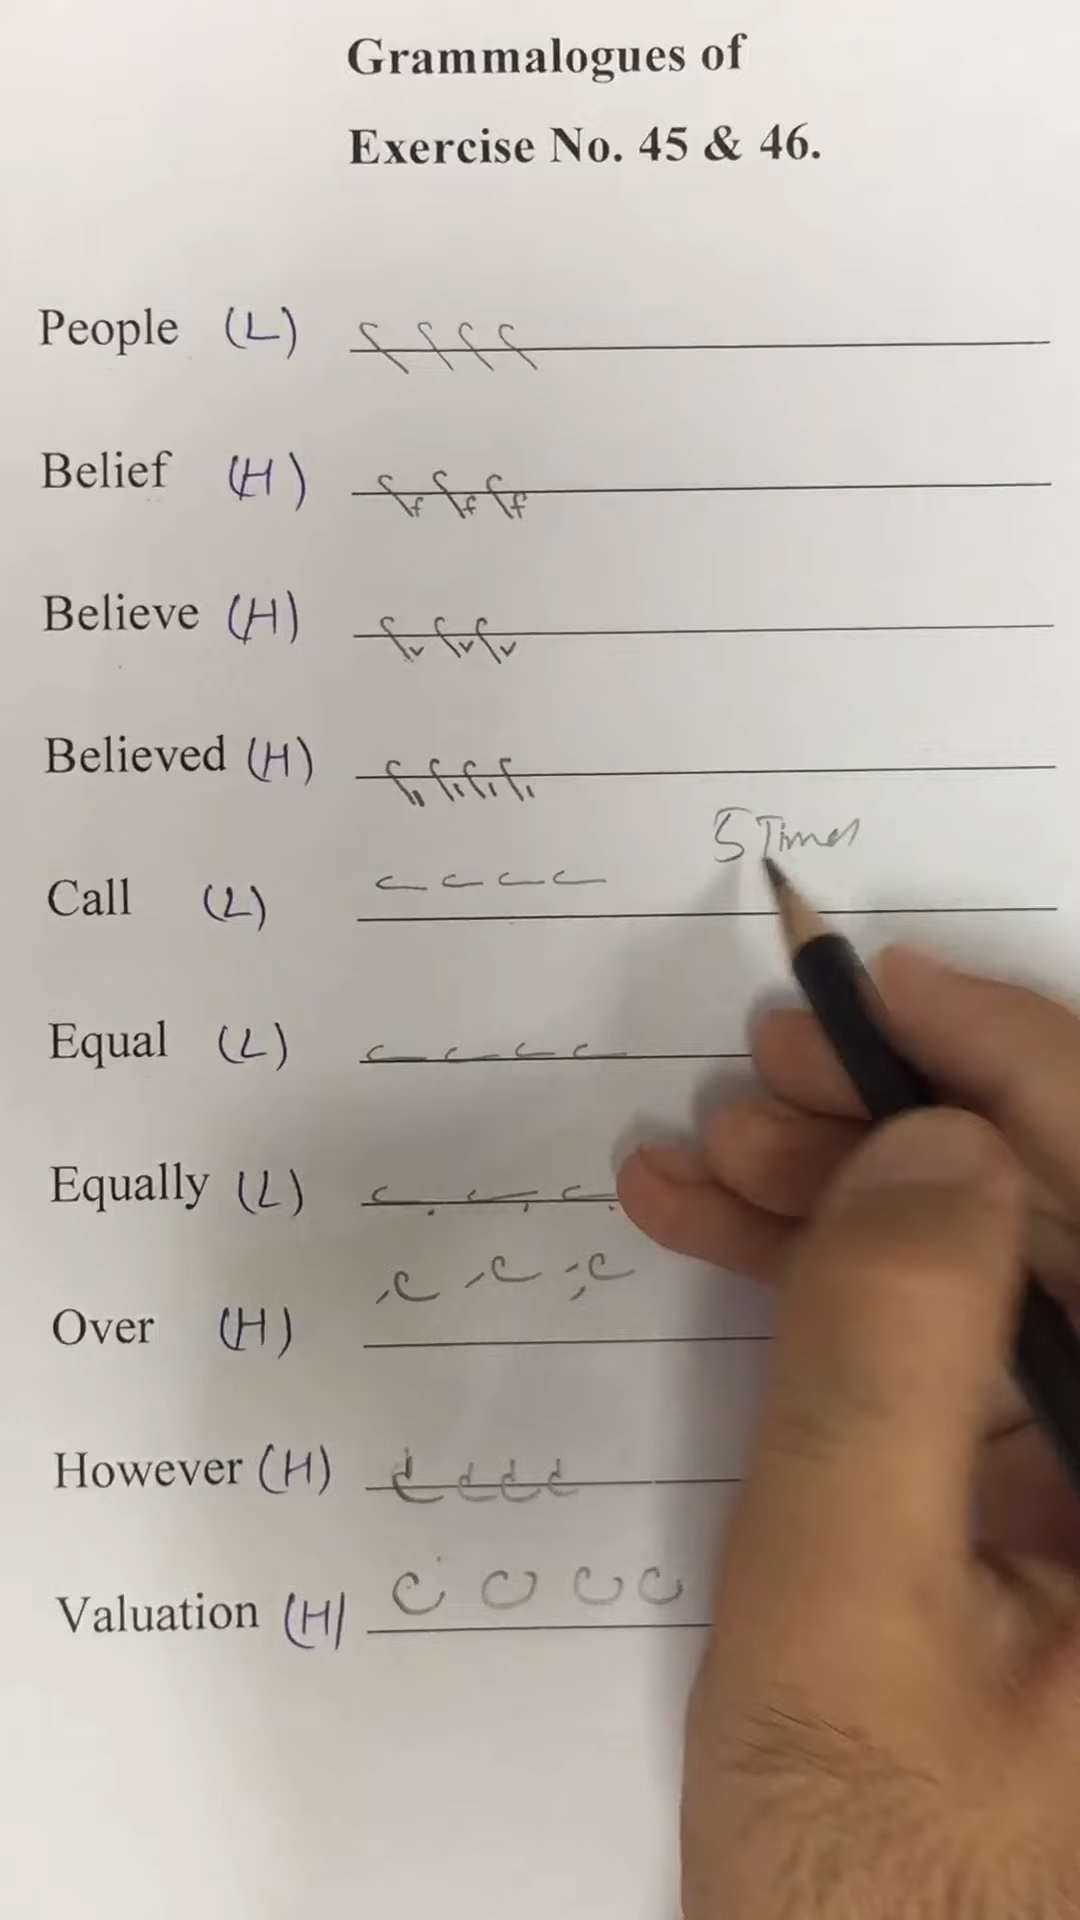 Grammalogues of
Exercise No. 45 & 46.
People (L)
Belief (H)
Believe (H)
Believed (H)
5 Times
Call (L)
Equal (L)
Equally (L)
Over (H)
However (H)
Valuation (H)